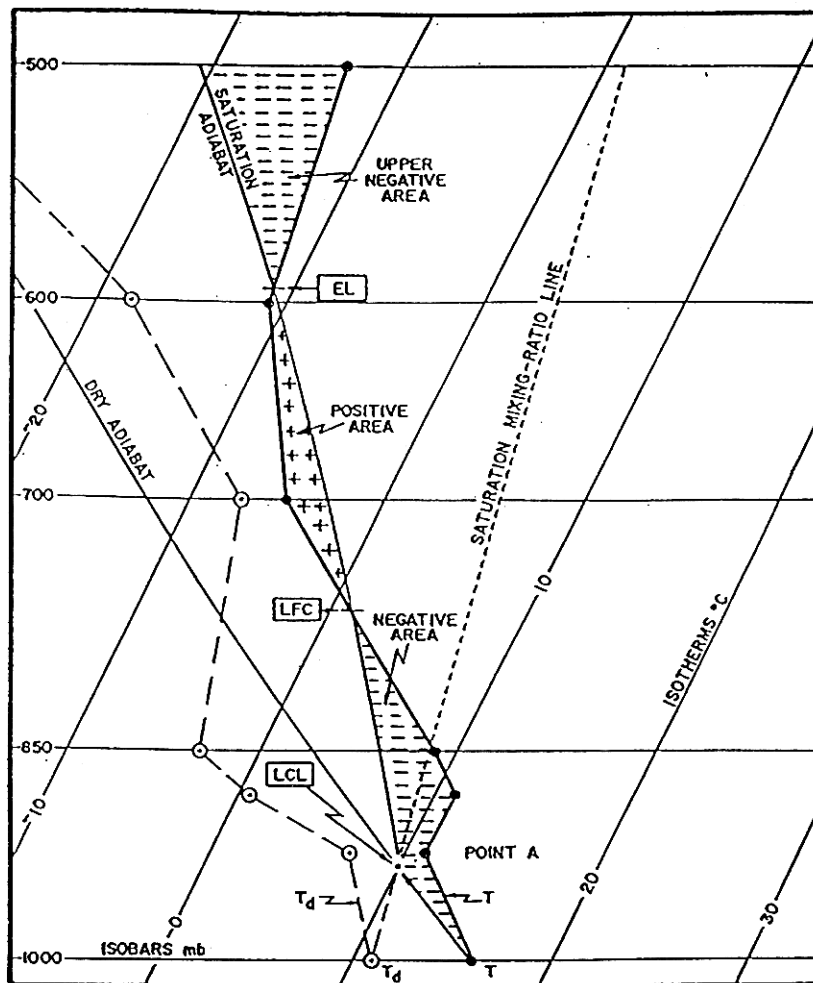 -500
SATURATION
ADIABAT
UPPER
NEGATIVE
AREA
EL
-600
SATURATION MIXING-RATIO LINE
-20
DRY ADIABAT
POSITIVE
AREA
-700
10
LFC
NEGATIVE
AREA
ISOTHERMS °C
-850
LCL
-10
POINT A
20
30
Td
T
-0
-1000
ISOBARS mb
Td
T